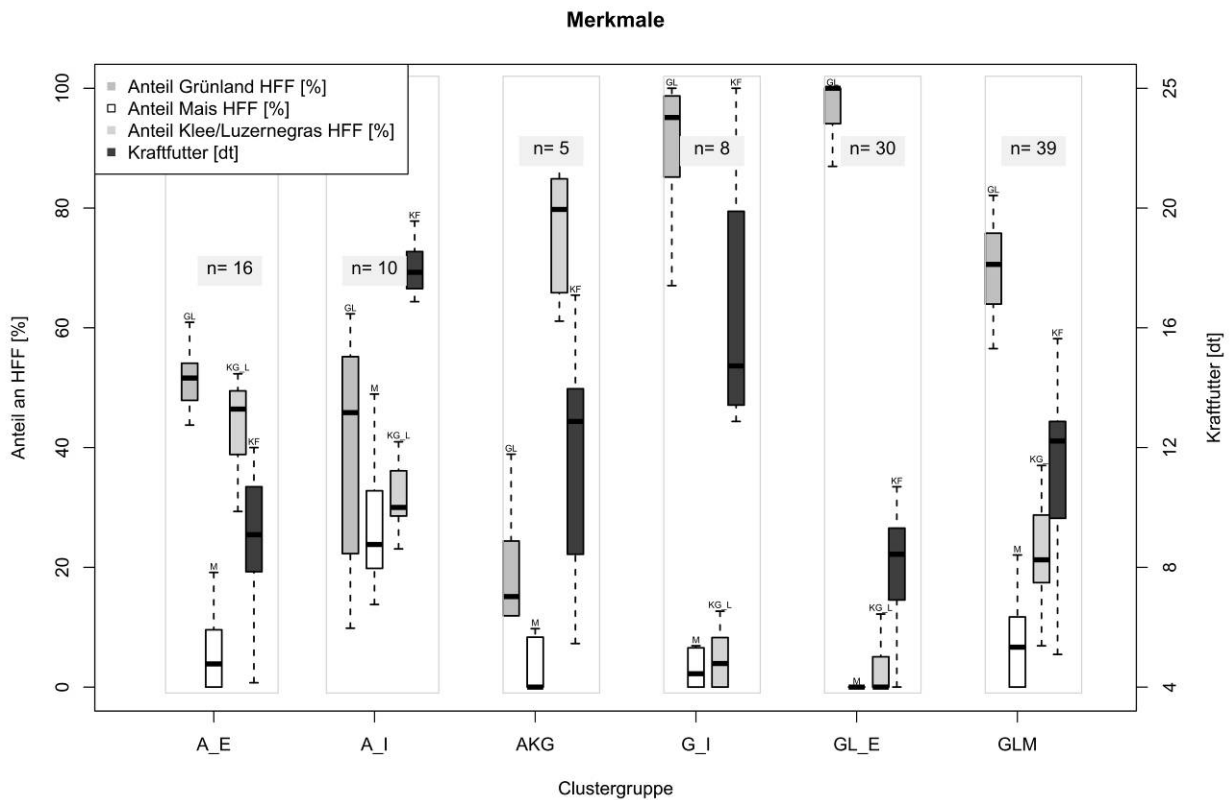 Merkmale
Anteil Grünland HFF [%]
Anteil Mais HFF [%]
Anteil Klee/Luzernegras HFF [%]
Kraftfutter [dt]
Anteil an HFF [%]
100
80
60
40
20
0
n= 16
GL
M
KG_L
KF
n= 10
GL
M
KG_L
KF
n= 5
GL
M
KF
n= 8
GL
M
KG_L
KF
n= 30
GL
M
KG_L
KF
n= 39
GL
M
KG_
KF
25
20
16
12
8
4
Kraftfutter [dt]
A_E A_I AKG G_I GL_E GLM
Clustergruppe